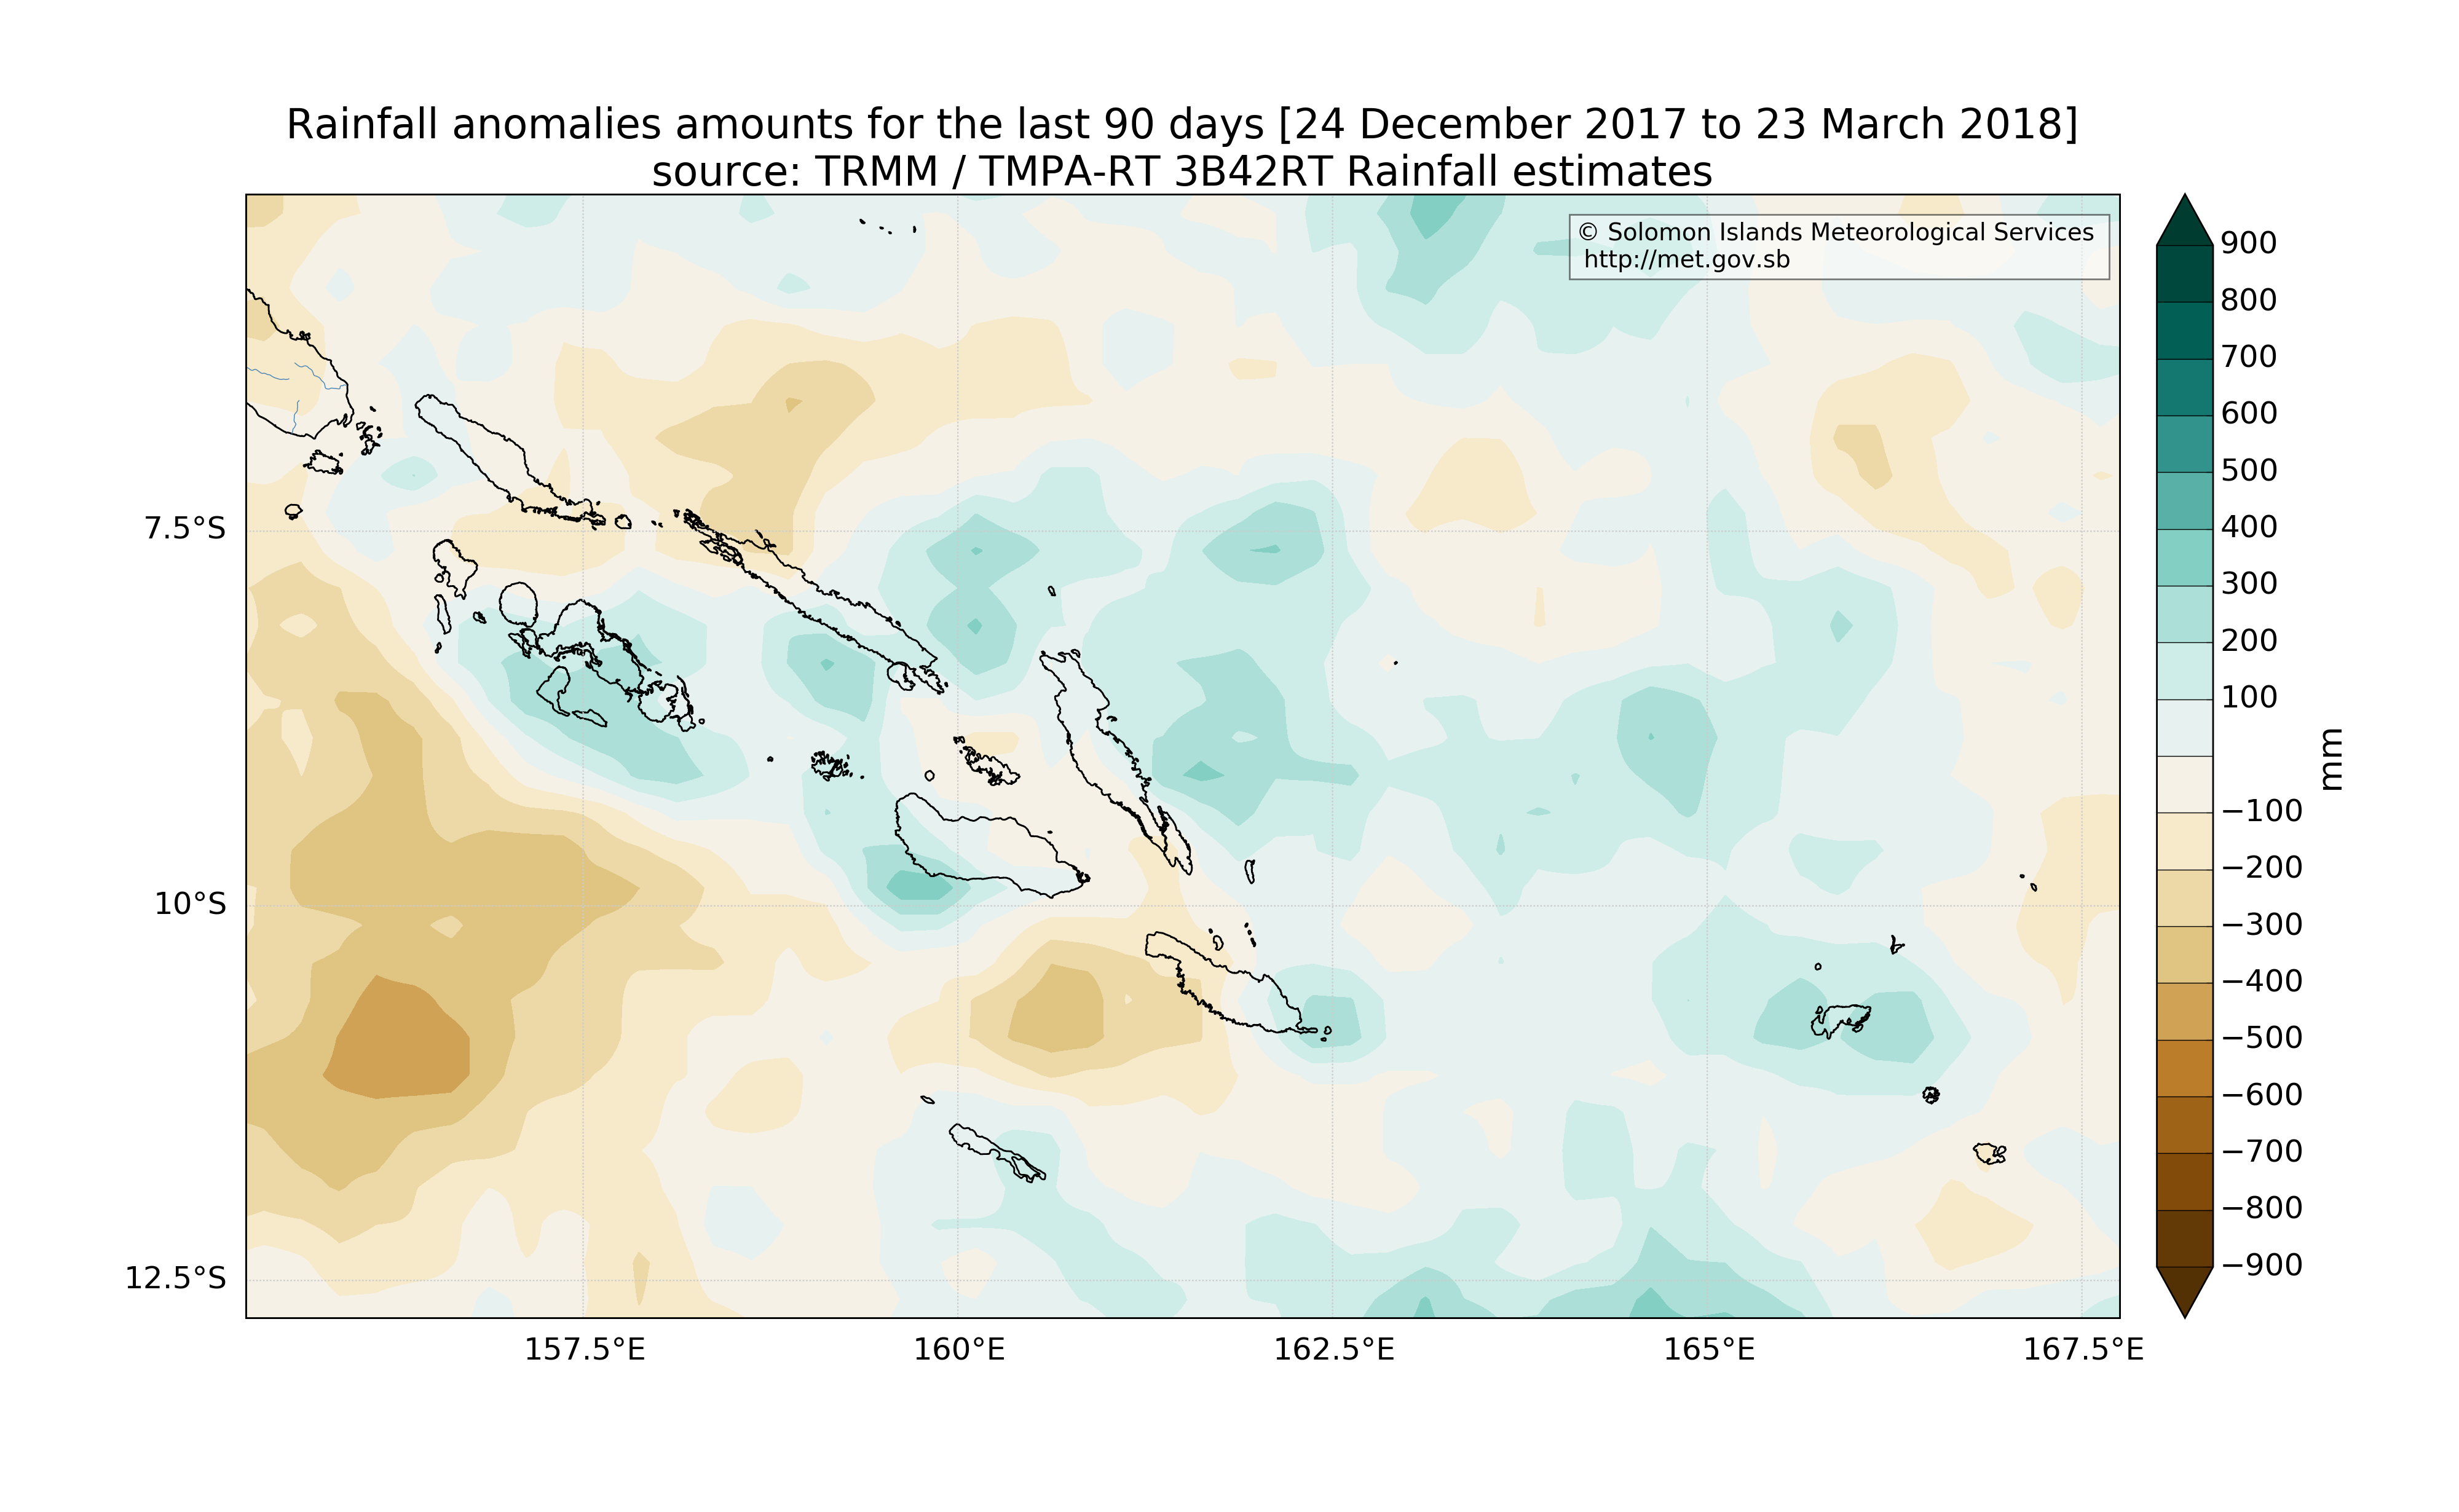 Rainfall anomalies amounts for the last 90 days [24 December 2017 to 23 March 2018]
source: TRMM / TMPA-RT 3B42RT Rainfall estimates
© Solomon Islands Meteorological Services
http://met.gov.sb
7.5°S
10°S
12.5°S
157.5°E
160°E
162.5°E
165°E
167.5°E
900
800
700
600
500
400
300
200
100
−100
−200
−300
−400
−500
−600
−700
−800
−900
mm